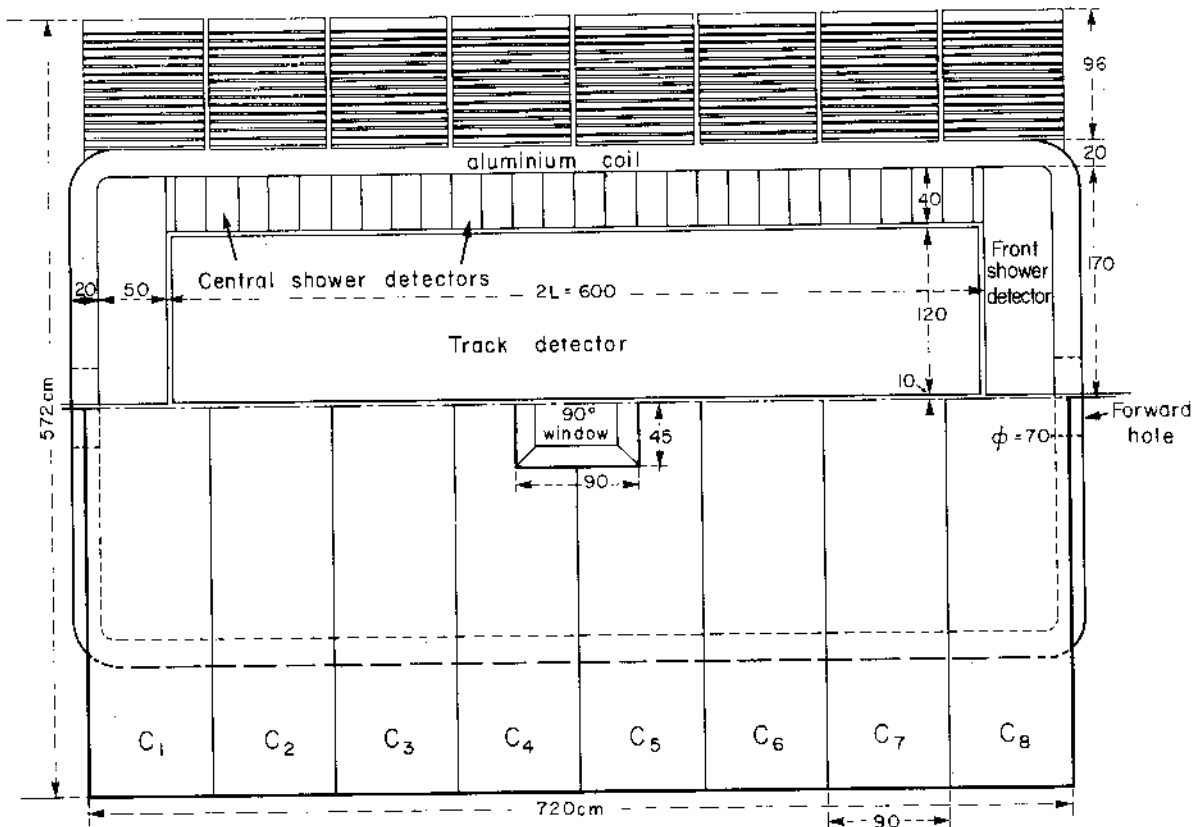 96
aluminium coil
20
40
Central shower detectors
Front
shower
detector
20
50
2L = 600
170
120
Track detector
10
572cm
90°
window
45
Forward
hole
ϕ = 70
90
C₁
C₂
C₃
C₄
C₅
C₆
C₇
C₈
720cm
90